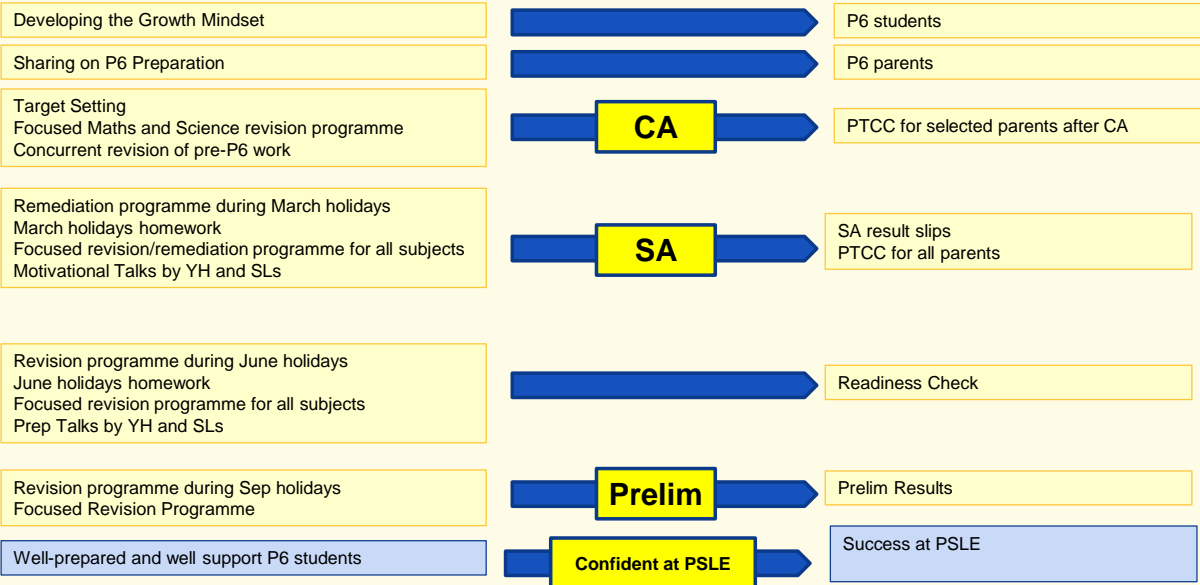 Developing the Growth Mindset
P6 students
Sharing on P6 Preparation
P6 parents
Target Setting
Focused Maths and Science revision programme
Concurrent revision of pre-P6 work
CA
PTCC for selected parents after CA
Remediation programme during March holidays
March holidays homework
Focused revision/remediation programme for all subjects
Motivational Talks by YH and SLs
SA
SA result slips
PTCC for all parents
Revision programme during June holidays
June holidays homework
Focused revision programme for all subjects
Prep Talks by YH and SLs
Readiness Check
Revision programme during Sep holidays
Focused Revision Programme
Prelim
Prelim Results
Well-prepared and well support P6 students
Confident at PSLE
Success at PSLE